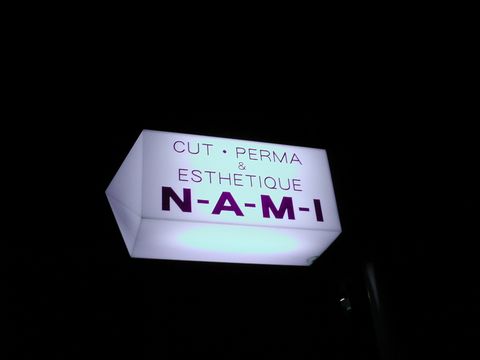 CUT・PERMA
&
ESTHETIQUE
N-A-M-I